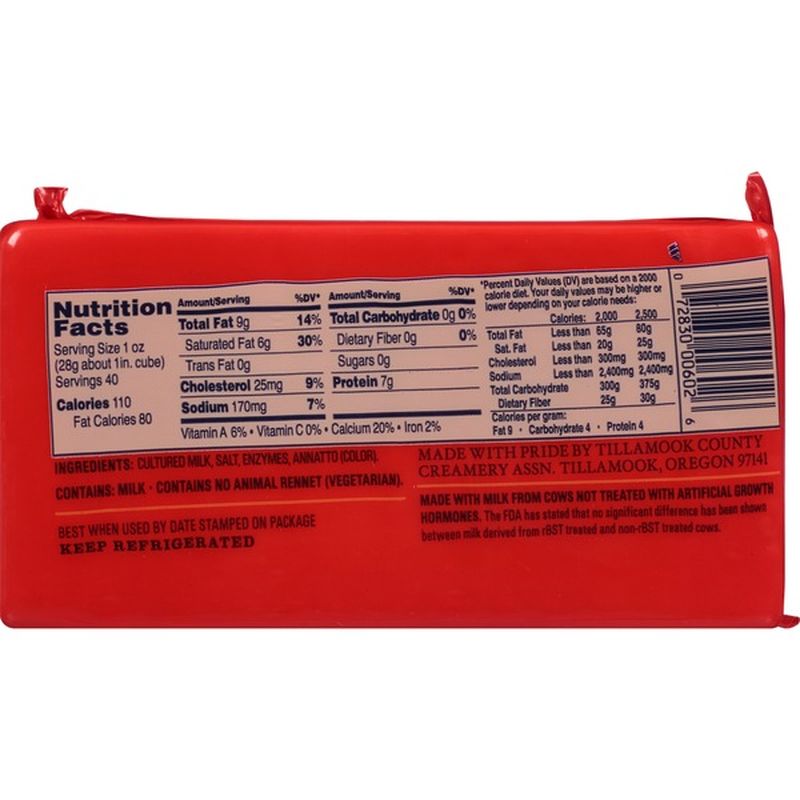 Nutrition
Facts
Serving Size 1 oz
(28g about 1in. cube)
Servings 40
Calories 110
Fat Calories 80
Amount/Serving %DV*
Total Fat 9g 14%
Saturated Fat 6g 30%
Trans Fat 0g
Cholesterol 25mg 9%
Sodium 170mg 7%
Amount/Serving %DV*
Total Carbohydrate 0g 0%
Dietary Fiber 0g 0%
Sugars 0g
Protein 7g
Vitamin A 6% • Vitamin C 0% • Calcium 20% • Iron 2%
*Percent Daily Values (DV) are based on a 2000
calorie diet. Your daily values may be higher or
lower depending on your calorie needs:
Calories: 2,000 2,500
Total Fat Less than 65g 80g
Sat. Fat Less than 20g 25g
Cholesterol Less than 300mg 300mg
Sodium Less than 2,400mg 2,400mg
Total Carbohydrate 300g 375g
Dietary Fiber 25g 30g
Calories per gram:
Fat 9 • Carbohydrate 4 • Protein 4
0 72830 00602 6
INGREDIENTS: CULTURED MILK, SALT, ENZYMES, ANNATTO (COLOR).
CONTAINS: MILK • CONTAINS NO ANIMAL RENNET (VEGETARIAN).
BEST WHEN USED BY DATE STAMPED ON PACKAGE
KEEP REFRIGERATED
MADE WITH PRIDE BY TILLAMOOK COUNTY
CREAMERY ASSN. TILLAMOOK, OREGON 97141
MADE WITH MILK FROM COWS NOT TREATED WITH ARTIFICIAL GROWTH
HORMONES. The FDA has stated that no significant difference has been shown
between milk derived from rBST treated and non-rBST treated cows.